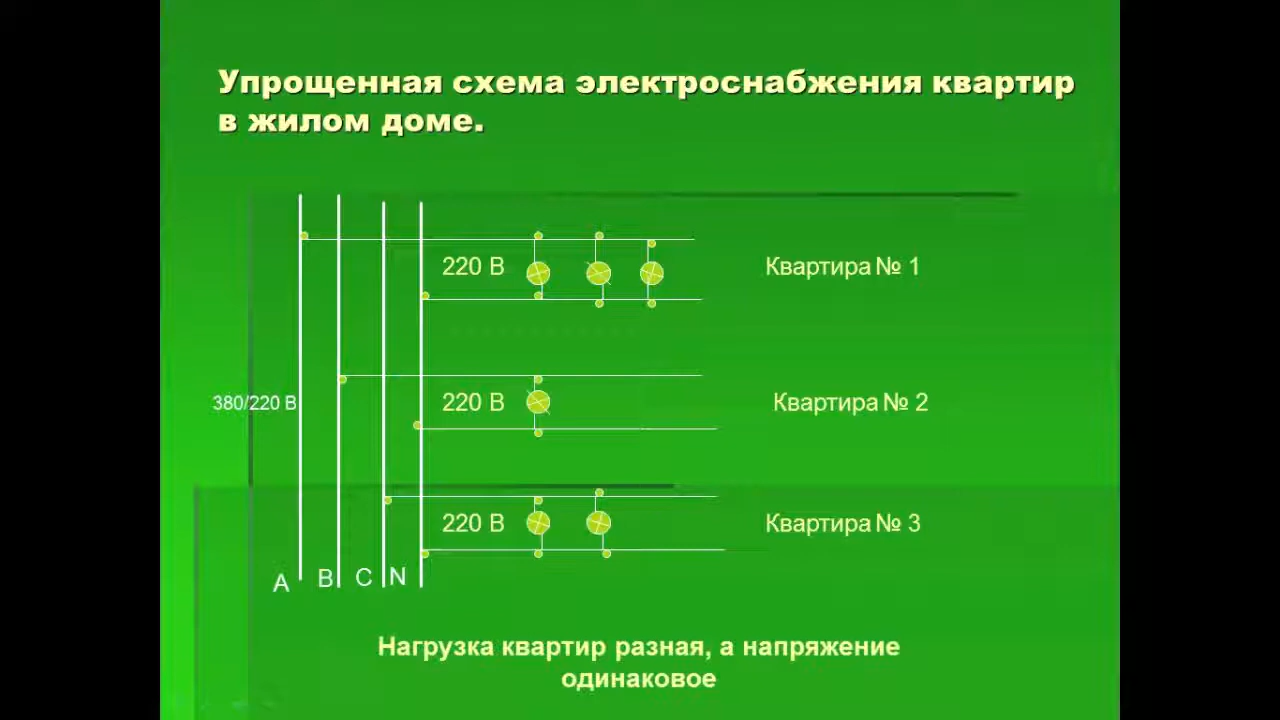 Упрощенная схема электроснабжения квартир
в жилом доме.
220 В
Квартира № 1
380/220 В
220 В
Квартира № 2
220 В
Квартира № 3
A B C N
Нагрузка квартир разная, а напряжение
одинаковое